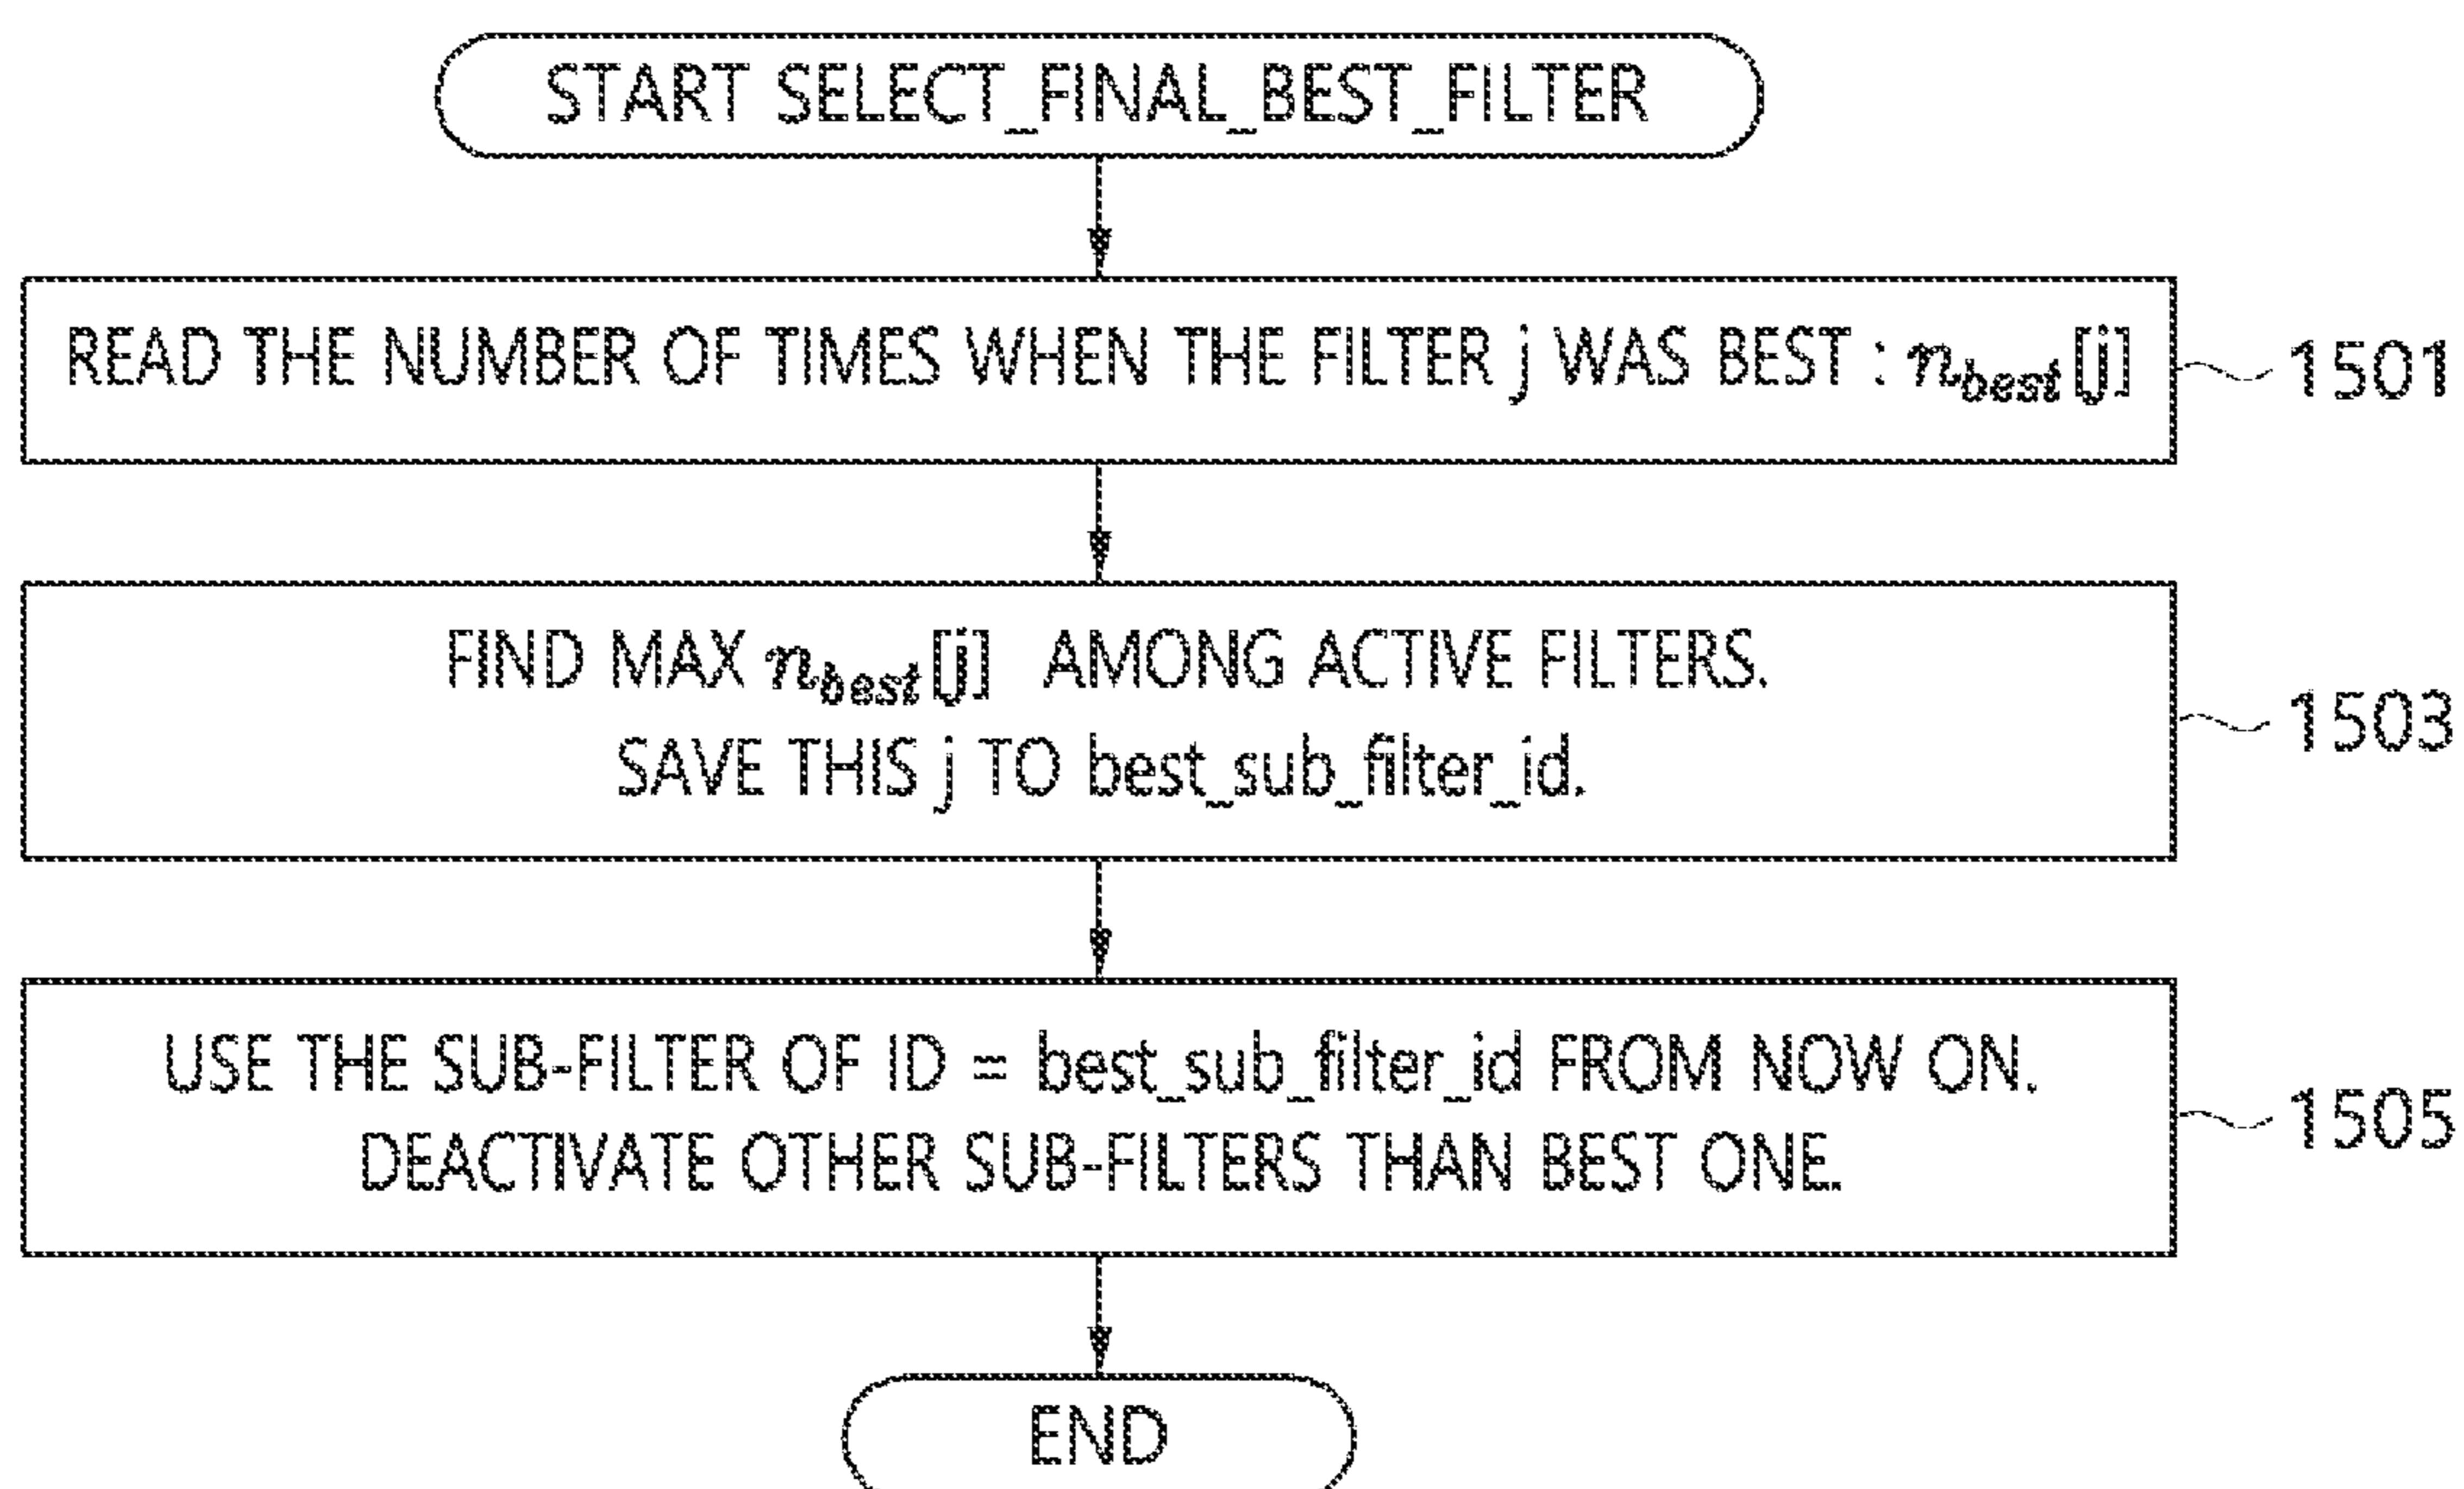 START SELECT_FINAL_BEST_FILTER
READ THE NUMBER OF TIMES WHEN THE FILTER j WAS BEST : n_best[j]
1501
FIND MAX n_best[j] AMONG ACTIVE FILTERS.
SAVE THIS j TO best_sub_filter_id.
1503
USE THE SUB-FILTER OF ID = best_sub_filter_id FROM NOW ON.
DEACTIVATE OTHER SUB-FILTERS THAN BEST ONE.
1505
END